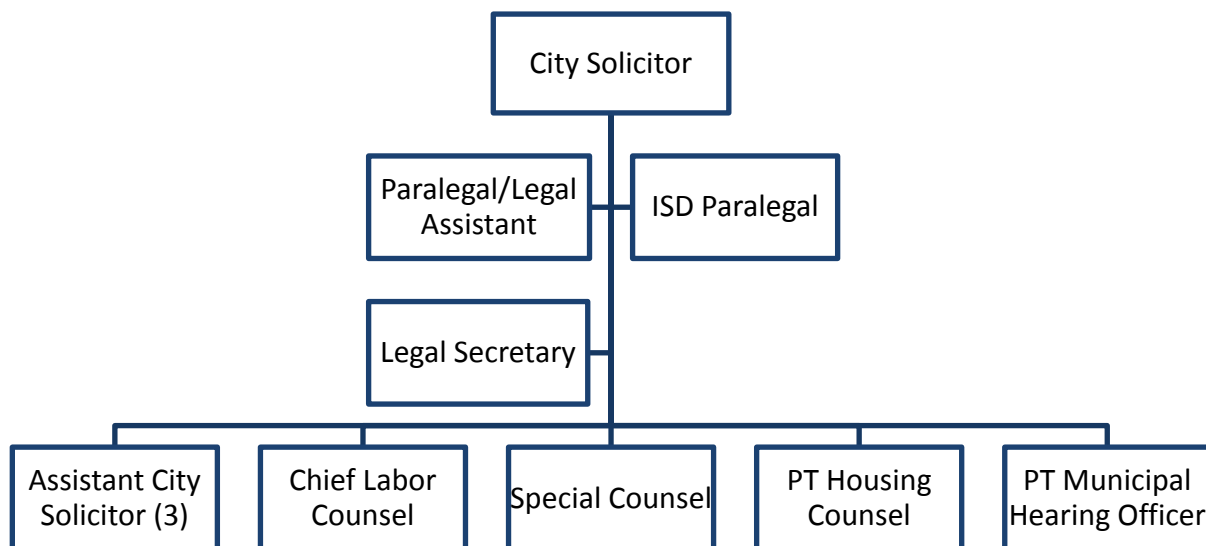 City Solicitor
Paralegal/Legal
Assistant
ISD Paralegal
Legal Secretary
Assistant City
Solicitor (3)
Chief Labor
Counsel
Special Counsel
PT Housing
Counsel
PT Municipal
Hearing Officer